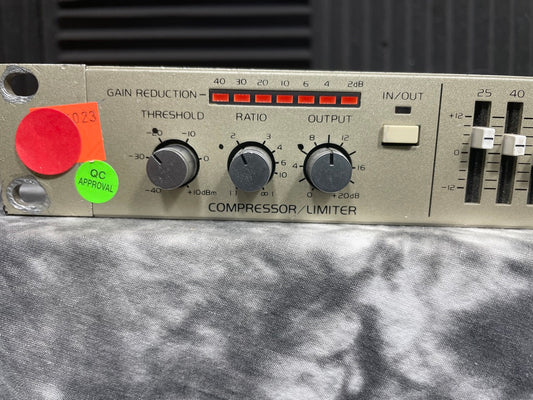 40 30 20 10 6 4 2dB
GAIN REDUCTION
IN/OUT
25 40
THRESHOLD RATIO OUTPUT
023
QC
APPROVAL
-20 -10 0
-30
-40 +10dBm
2 3 4
1:1 ∞:1
4 8 12
16
0 +20dB
+12
0
-12
COMPRESSOR/LIMITER